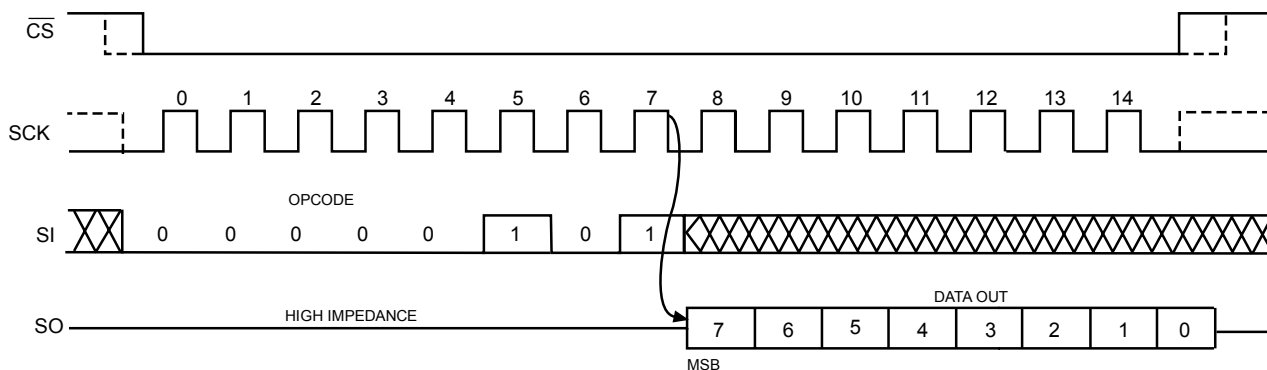 CS
0 1 2 3 4 5 6 7 8 9 10 11 12 13 14
SCK
OPCODE
SI 0 0 0 0 0 1 0 1
DATA OUT
HIGH IMPEDANCE
SO 7 6 5 4 3 2 1 0
MSB